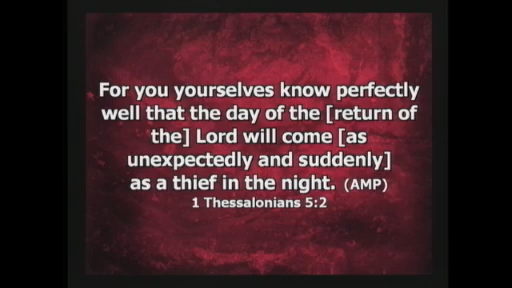 For you yourselves know perfectly
well that the day of the [return of
the] Lord will come [as
unexpectedly and suddenly]
as a thief in the night. (AMP)
1 Thessalonians 5:2